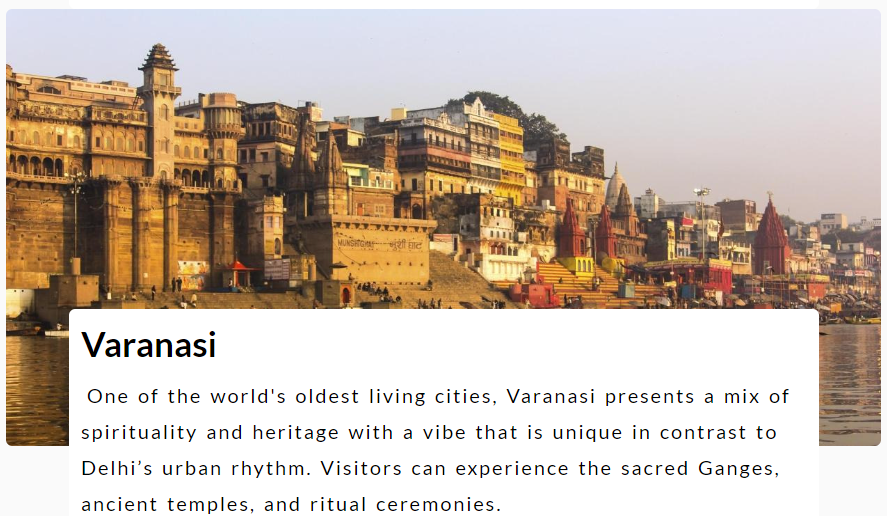 MUNSHI GHAT मुंशी घाट
Varanasi
One of the world's oldest living cities, Varanasi presents a mix of
spirituality and heritage with a vibe that is unique in contrast to
Delhi’s urban rhythm. Visitors can experience the sacred Ganges,
ancient temples, and ritual ceremonies.